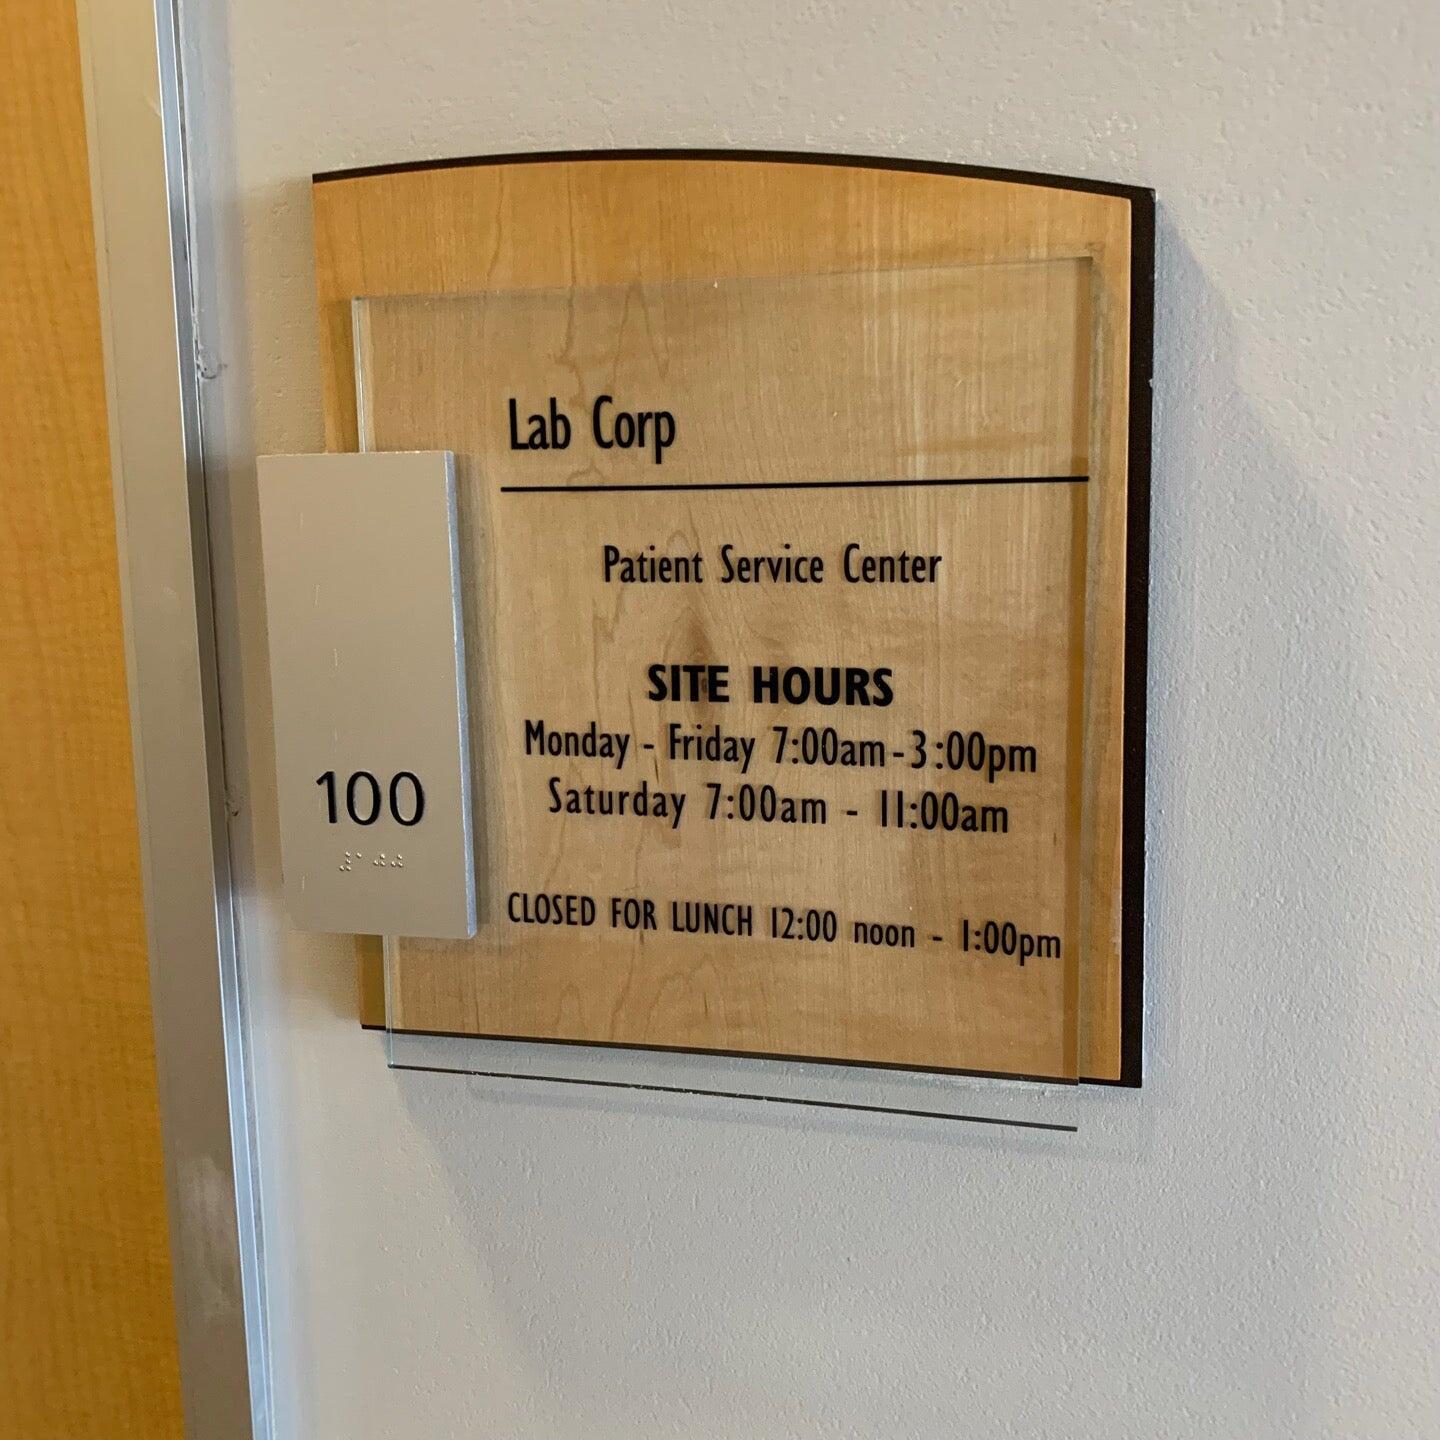 Lab Corp
Patient Service Center
SITE HOURS
Monday - Friday 7:00am-3:00pm
Saturday 7:00am - 11:00am
CLOSED FOR LUNCH 12:00 noon - 1:00pm
100
⠼⠁⠚⠚